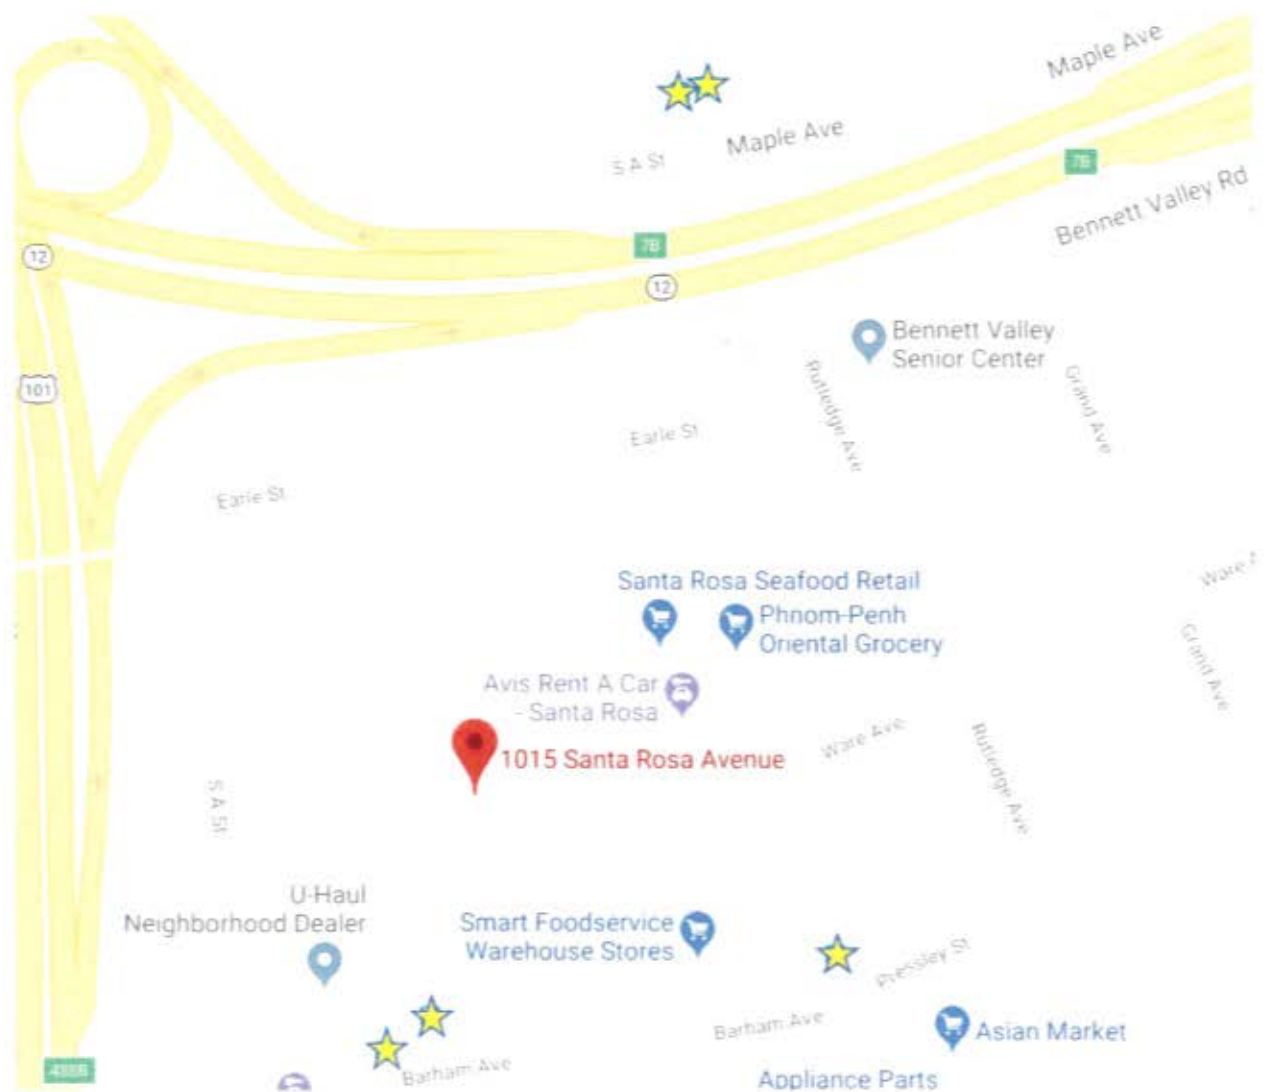 Maple Ave
Maple Ave
S A St
7B
Bennett Valley Rd
7B
12
12
Bennett Valley
Senior Center
101
Rutledge Ave
Grand Ave
Earle St
Earle St
Ware
Santa Rosa Seafood Retail
Phnom-Penh
Oriental Grocery
Grand Ave
Avis Rent A Car
- Santa Rosa
Ware Ave
1015 Santa Rosa Avenue
Rutledge Ave
S A St
U-Haul
Neighborhood Dealer
Smart Foodservice
Warehouse Stores
Pressley St
Barham Ave
Asian Market
Barham Ave
Appliance Parts